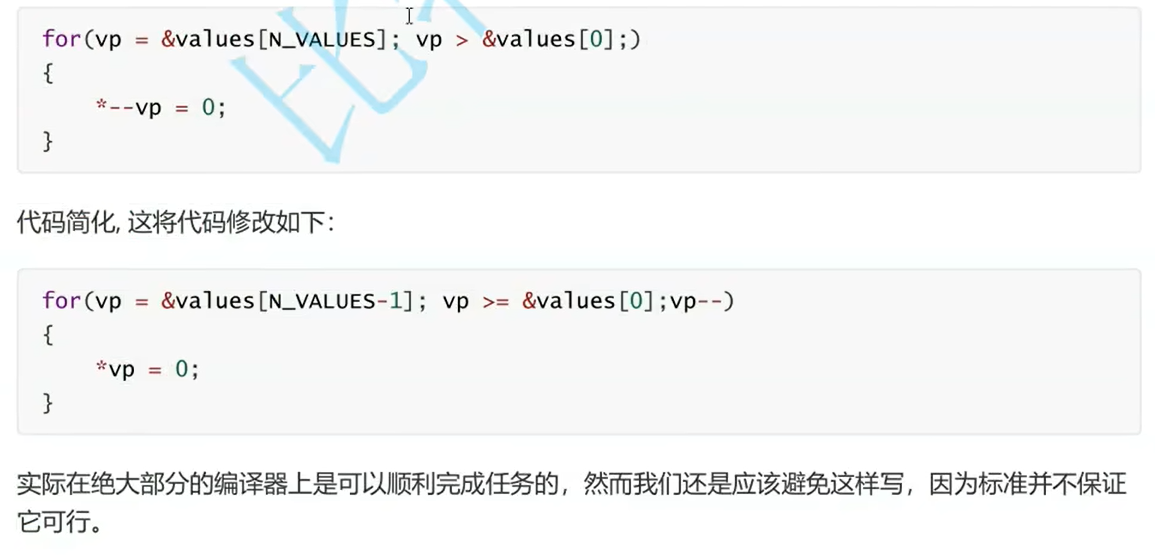 for(vp = &values[N_VALUES]; vp > &values[0];)
{
    *--vp = 0;
}
代码简化, 这将代码修改如下：
for(vp = &values[N_VALUES-1]; vp >= &values[0];vp--)
{
    *vp = 0;
}
实际在绝大部分的编译器上是可以顺利完成任务的，然而我们还是应该避免这样写，因为标准并不保证
它可行。